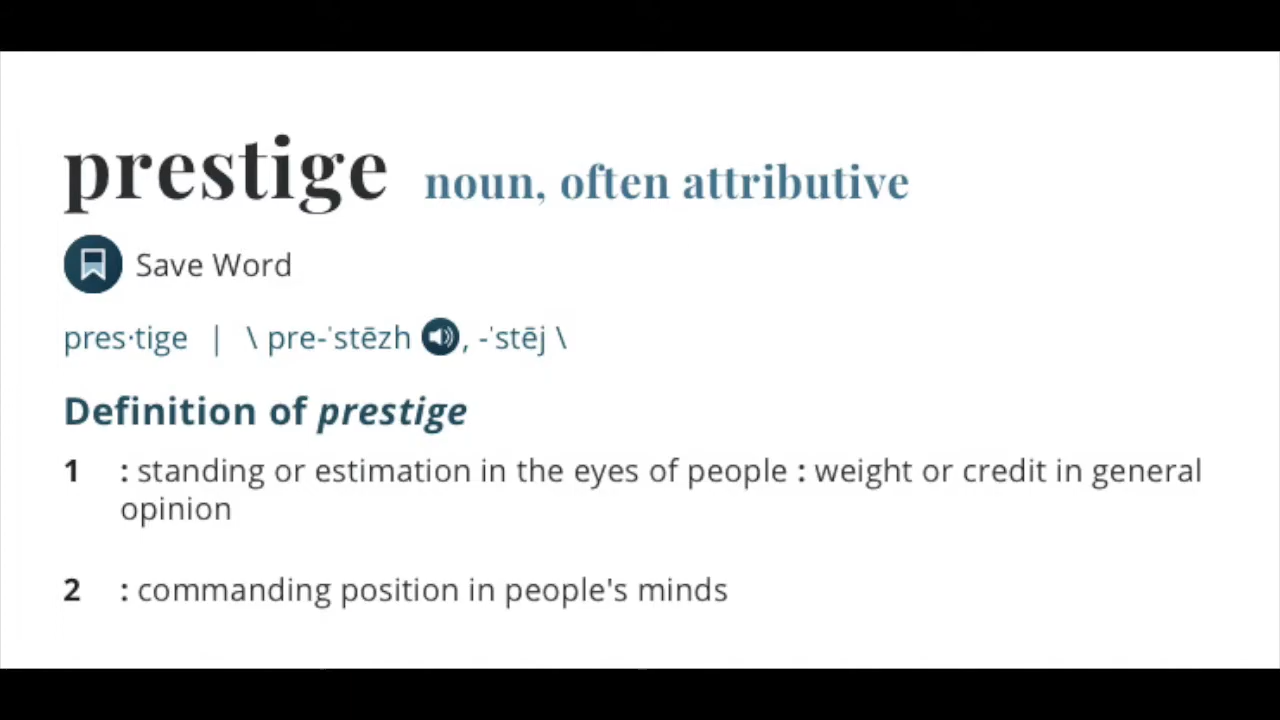 prestige noun, often attributive
Save Word
pres·tige | \ pre-ˈstēzh , -ˈstēj \
Definition of prestige
1 : standing or estimation in the eyes of people : weight or credit in general
opinion
2 : commanding position in people's minds